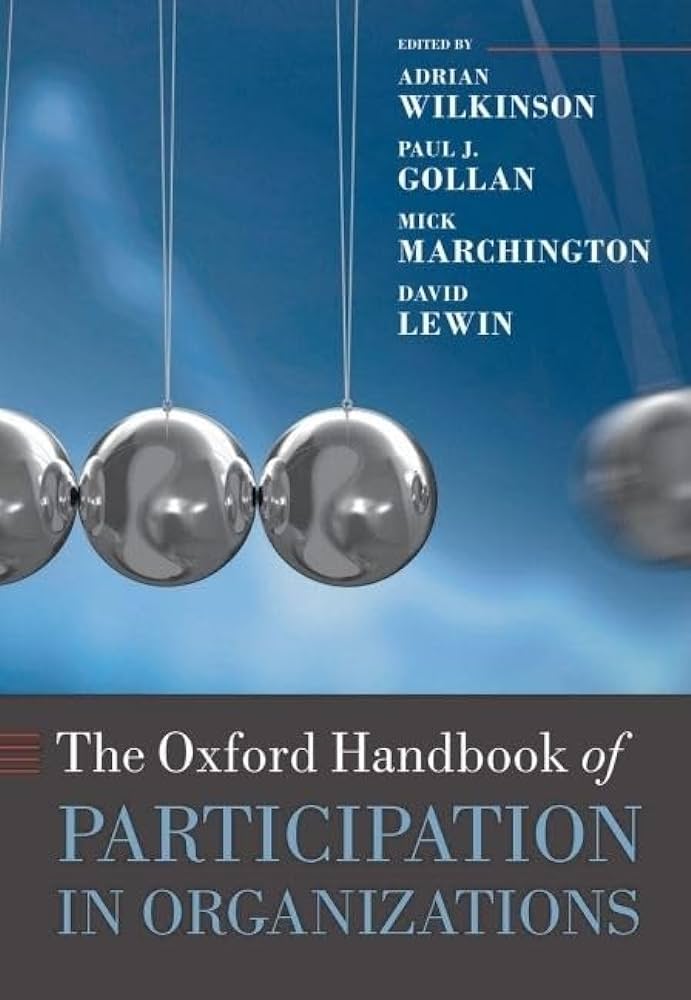 EDITED BY
ADRIAN
WILKINSON
PAUL J.
GOLLAN
MICK
MARCHINGTON
DAVID
LEWIN
The Oxford Handbook of
PARTICIPATION
IN ORGANIZATIONS